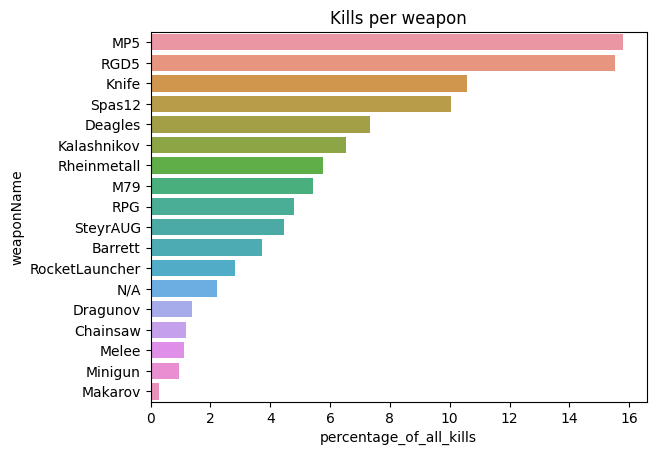 Kills per weapon
weaponName
MP5
RGD5
Knife
Spas12
Deagles
Kalashnikov
Rheinmetall
M79
RPG
SteyrAUG
Barrett
RocketLauncher
N/A
Dragunov
Chainsaw
Melee
Minigun
Makarov
0 2 4 6 8 10 12 14 16
percentage_of_all_kills